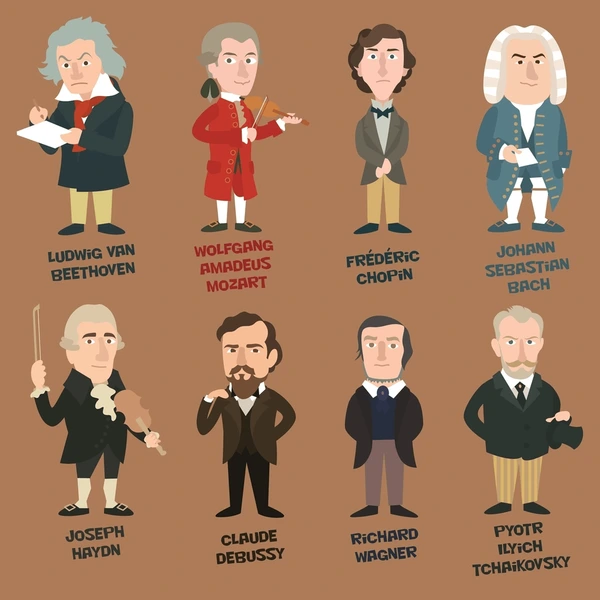 LUDWIG VAN
BEETHOVEN
WOLFGANG
AMADEUS
MOZART
FRÉDÉRIC
CHOPIN
JOHANN
SEBASTIAN
BACH
JOSEPH
HAYDN
CLAUDE
DEBUSSY
RICHARD
WAGNER
PYOTR
ILYICH
TCHAIKOVSKY